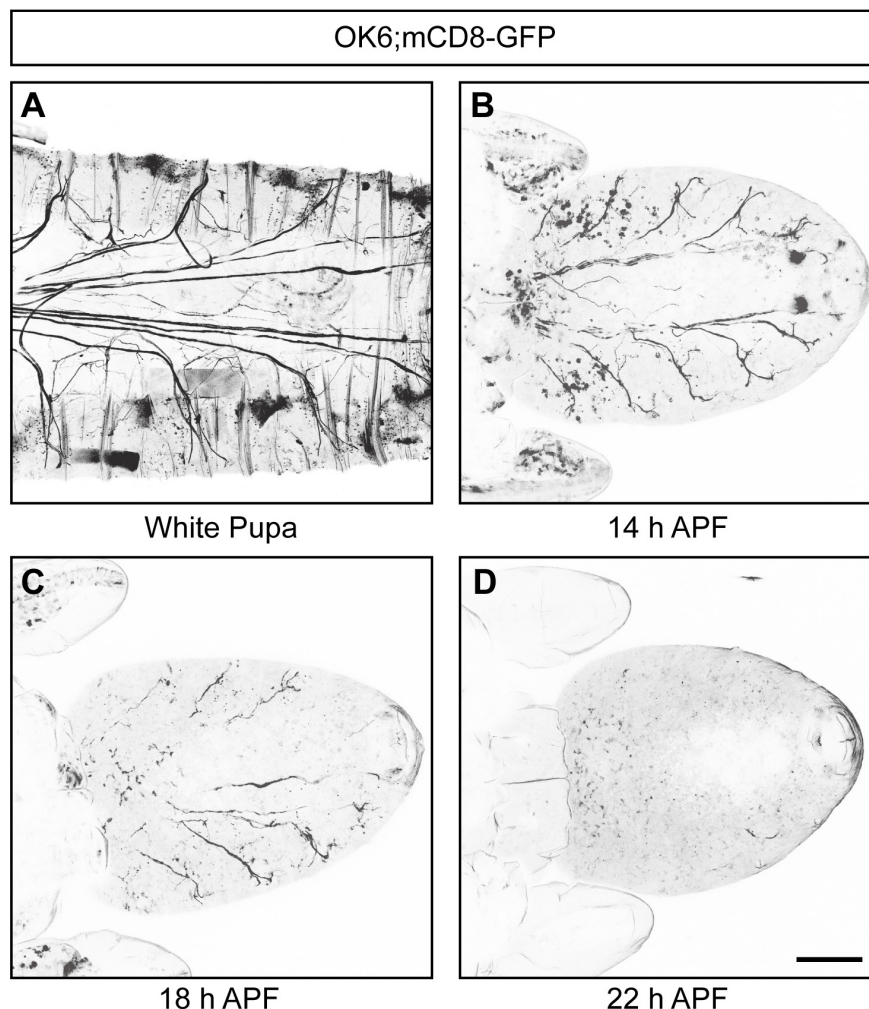 OK6;mCD8-GFP
A
B
White Pupa
14 h APF
C
D
18 h APF
22 h APF